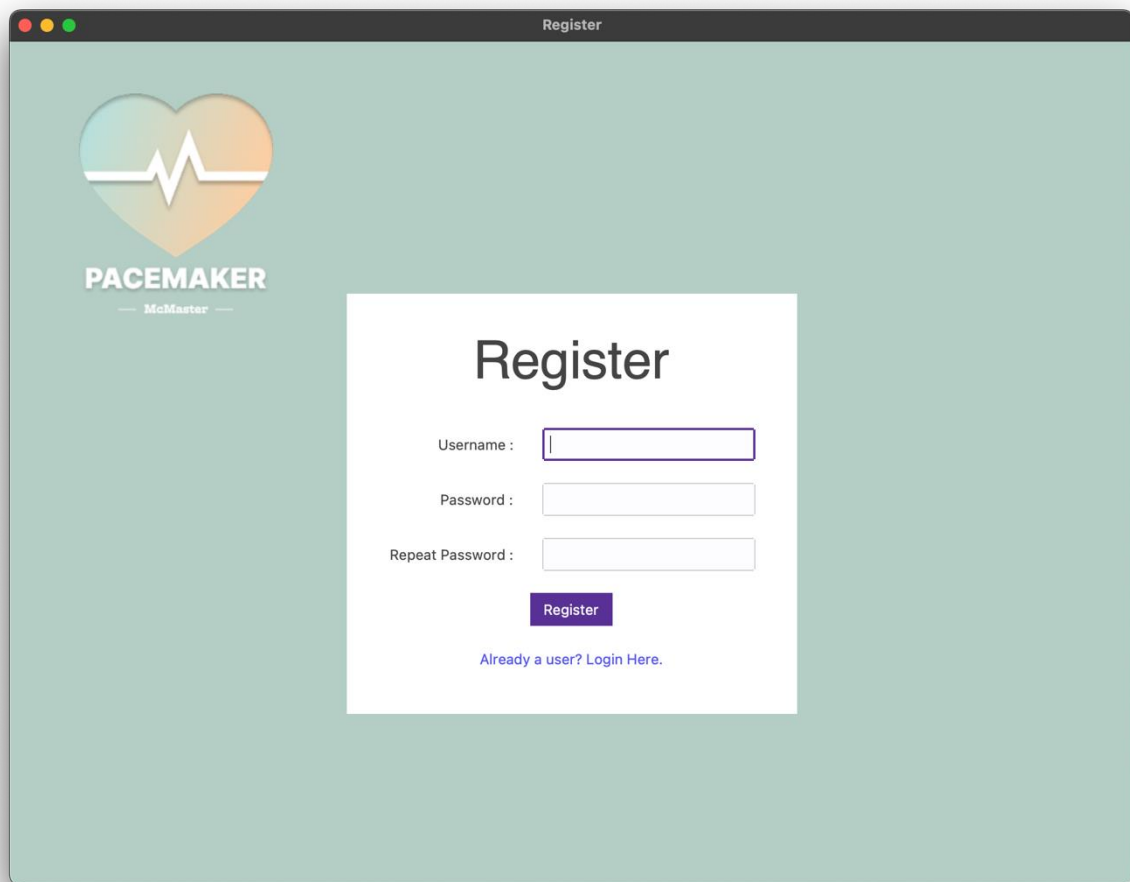 Register
PACEMAKER
McMaster
Register
Username :
Password :
Repeat Password :
Register
Already a user? Login Here.